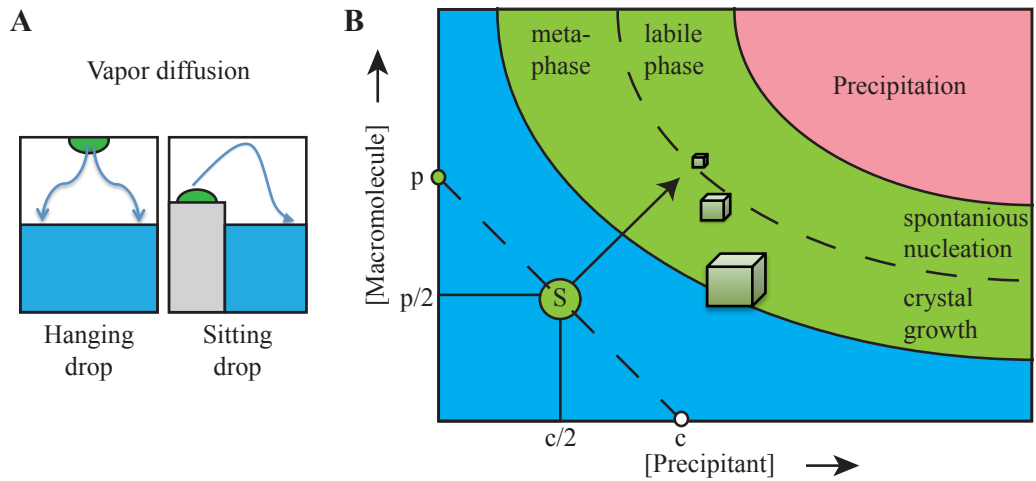 A
Vapor diffusion
Hanging
drop
Sitting
drop
B
[Macromolecule]
p
p/2
S
meta-
phase
labile
phase
Precipitation
spontanious
nucleation
crystal
growth
c/2
c
[Precipitant]